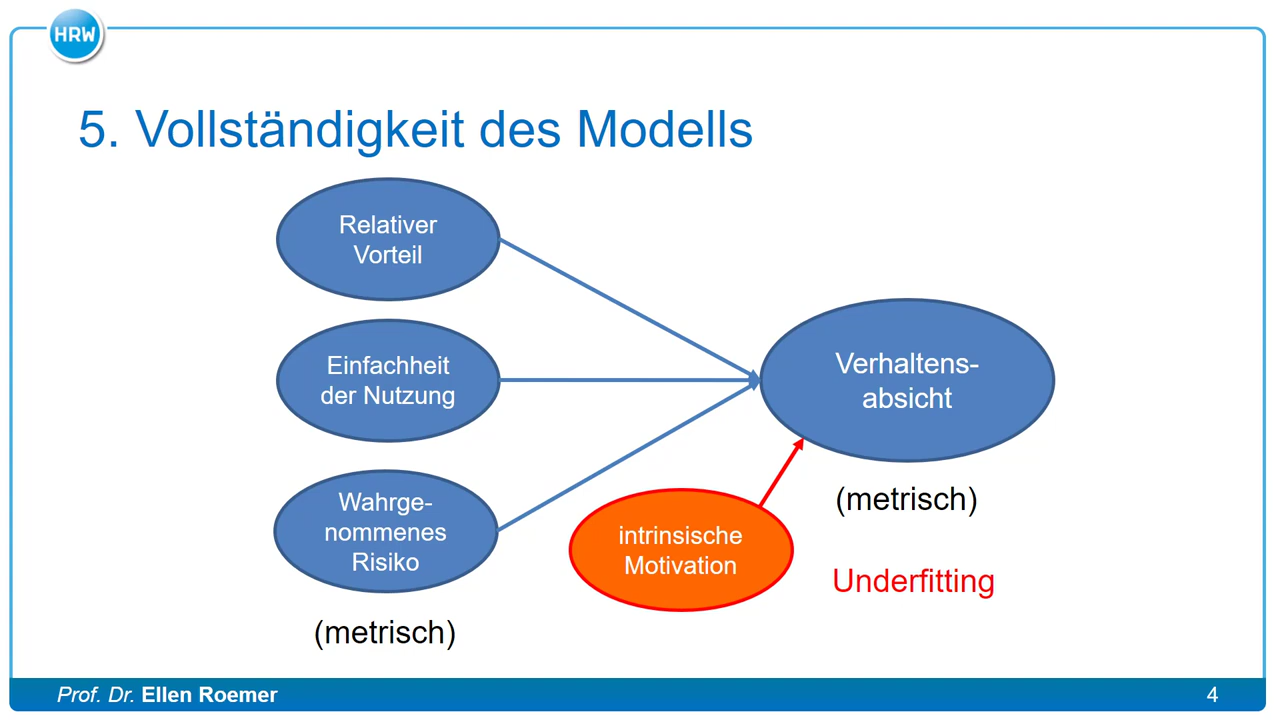 HRW
5. Vollständigkeit des Modells
Relativer
Vorteil
Einfachheit
der Nutzung
Wahrge-
nommenes
Risiko
(metrisch)
intrinsische
Motivation
Verhaltens-
absicht
(metrisch)
Underfitting
Prof. Dr. Ellen Roemer
4